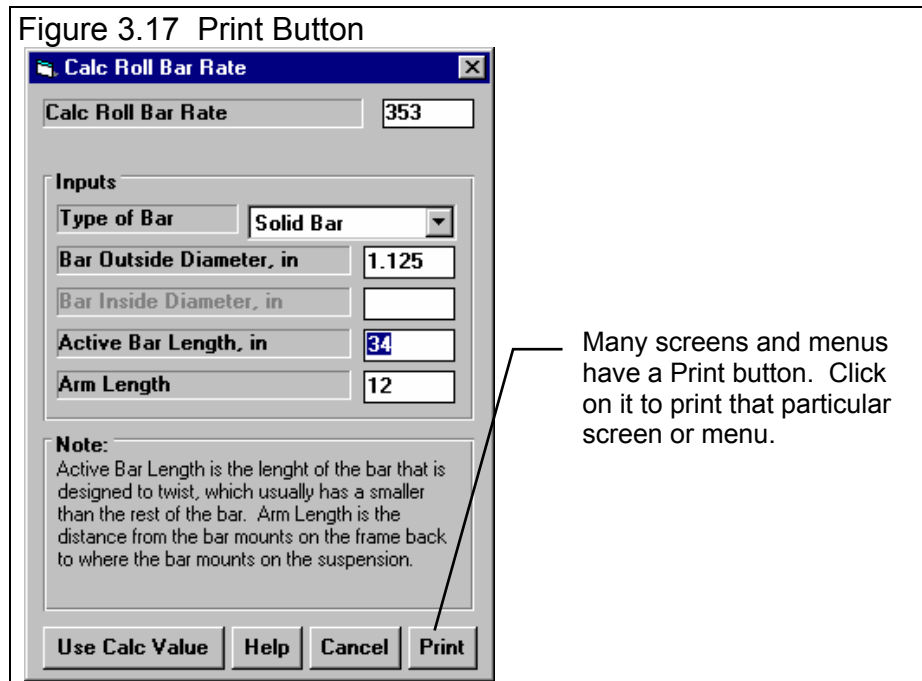 Figure 3.17  Print Button
Calc Roll Bar Rate
Calc Roll Bar Rate 353
Inputs
Type of Bar Solid Bar
Bar Outside Diameter, in 1.125
Bar Inside Diameter, in
Active Bar Length, in 34
Arm Length 12
Note:
Active Bar Length is the lenght of the bar that is
designed to twist, which usually has a smaller
than the rest of the bar.  Arm Length is the
distance from the bar mounts on the frame back
to where the bar mounts on the suspension.
Use Calc Value Help Cancel Print
Many screens and menus
have a Print button.  Click
on it to print that particular
screen or menu.